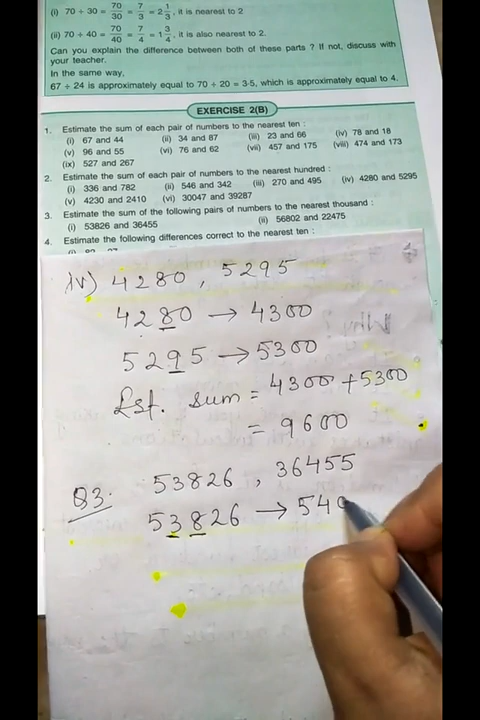 (i) 70 ÷ 30 = 70/30 = 7/3 = 2 1/3, it is nearest to 2
(ii) 70 ÷ 40 = 70/40 = 7/4 = 1 3/4, it is also nearest to 2.
Can you explain the difference between both of these parts ? If not, discuss with
your teacher.
In the same way,
67 ÷ 24 is approximately equal to 70 ÷ 20 = 3·5, which is approximately equal to 4.
EXERCISE 2(B)
1. Estimate the sum of each pair of numbers to the nearest ten :
(i) 67 and 44 (ii) 34 and 87 (iii) 23 and 66 (iv) 78 and 18
(v) 96 and 55 (vi) 76 and 62 (vii) 457 and 175 (viii) 474 and 173
(ix) 527 and 267
2. Estimate the sum of each pair of numbers to the nearest hundred :
(i) 336 and 782 (ii) 546 and 342 (iii) 270 and 495 (iv) 4280 and 5295
(v) 4230 and 2410 (vi) 30047 and 39287
3. Estimate the sum of the following pairs of numbers to the nearest thousand :
(i) 53826 and 36455 (ii) 56802 and 22475
4. Estimate the following differences correct to the nearest ten :
iv) 4280, 5295
4280 → 4300
5295 → 5300
Est. sum = 4300 + 5300
= 9600
Q3. 53826, 36455
53826 → 540